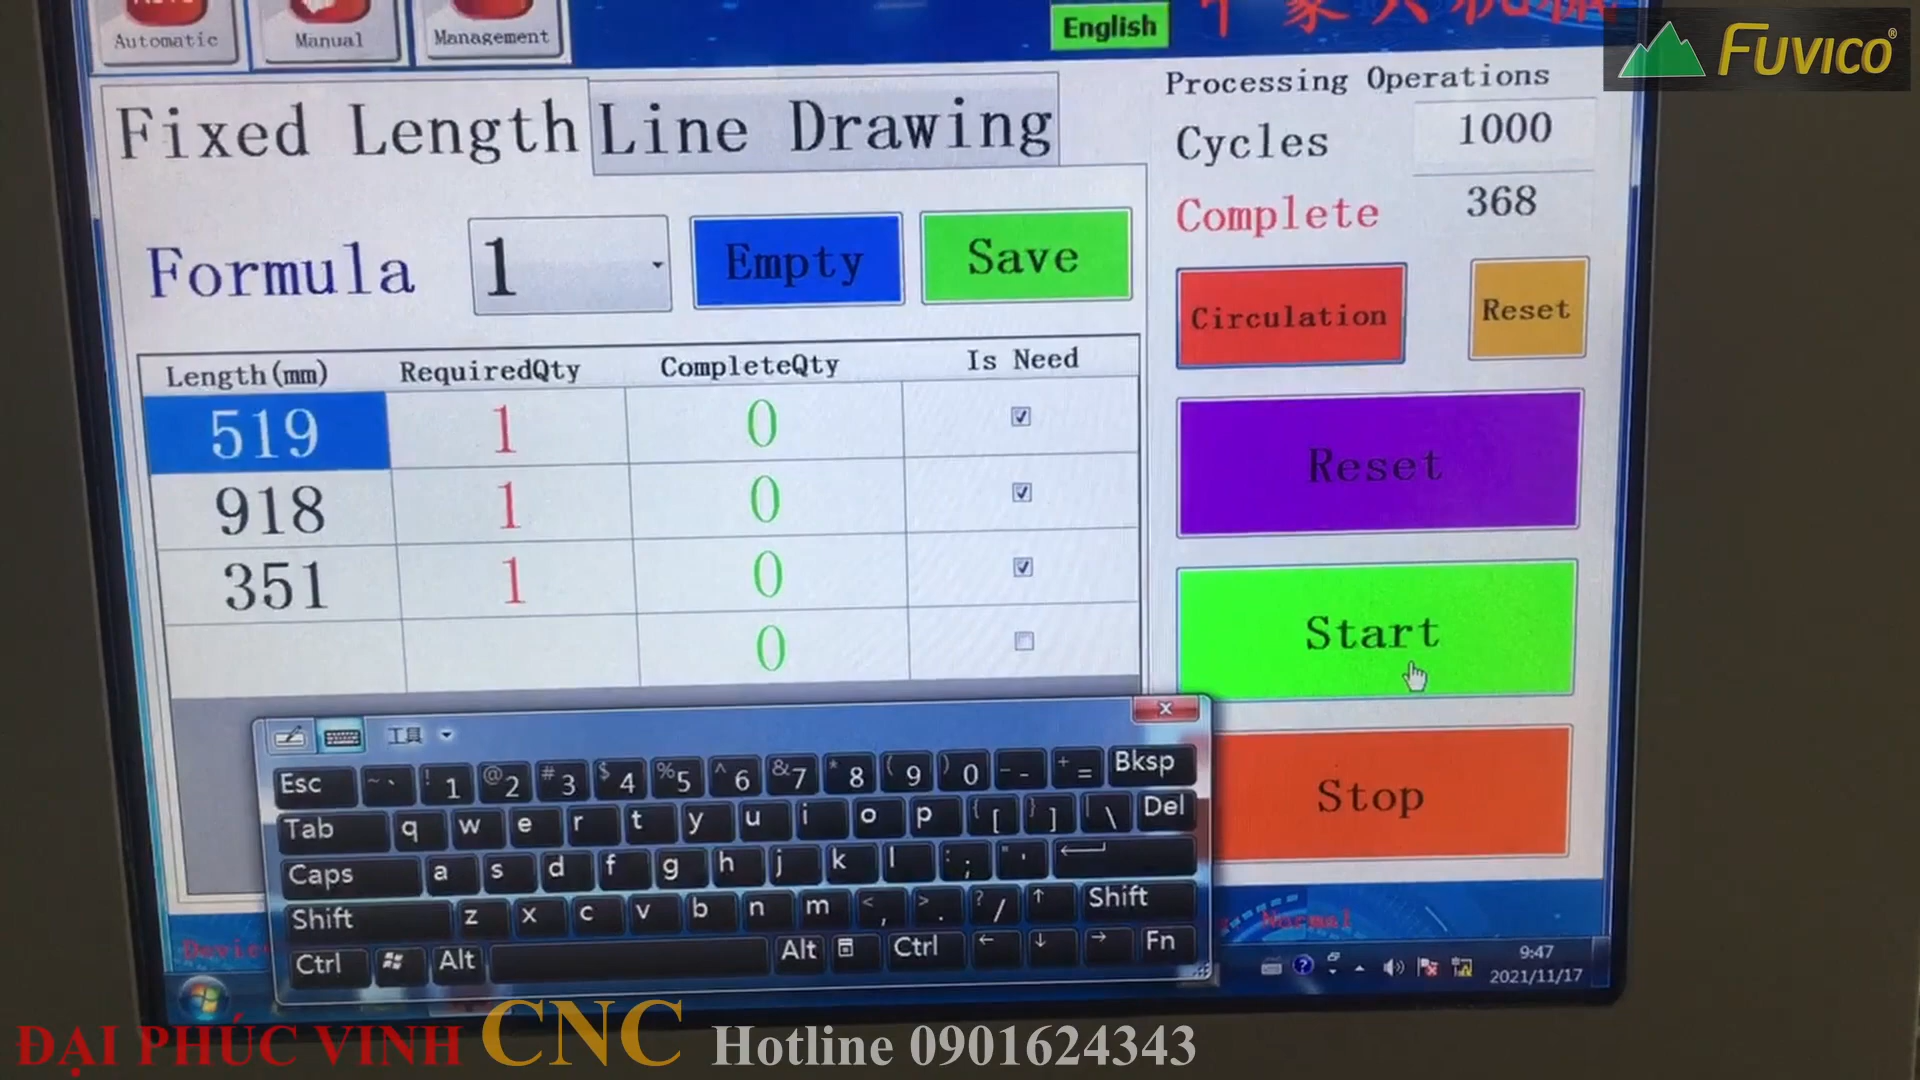 Automatic
Manual
Management
English
FUVICO®
Fixed Length
Line Drawing
Processing Operations
Cycles
1000
Complete
368
Formula
1
Empty
Save
Circulation
Reset
Length(mm)
RequiredQty
CompleteQty
Is Need
519
1
0
918
1
0
351
1
0
0
Reset
Start
Stop
工具
Esc ~ ` ! 1 @ 2 # 3 $ 4 % 5 ^ 6 & 7 * 8 ( 9 ) 0 _ - + = Bksp
Tab q w e r t y u i o p { [ } ] | \ Del
Caps a s d f g h j k l : ; " '
Shift z x c v b n m < , > . ? / ↑ Shift
Ctrl Alt Alt Ctrl ← ↓ → Fn
Normal
9:47
2021/11/17
ĐẠI PHÚC VINH CNC Hotline 0901624343